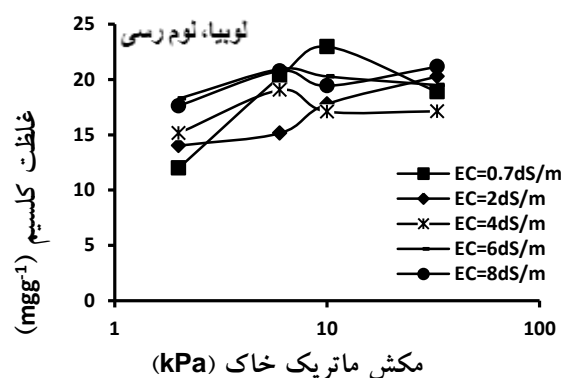 لوبیا، لوم رسی
غلظت کلسیم (mgg-1)
25
20
15
10
5
0
EC=0.7dS/m
EC=2dS/m
EC=4dS/m
EC=6dS/m
EC=8dS/m
1 10 100
مکش ماتریک خاک (kPa)